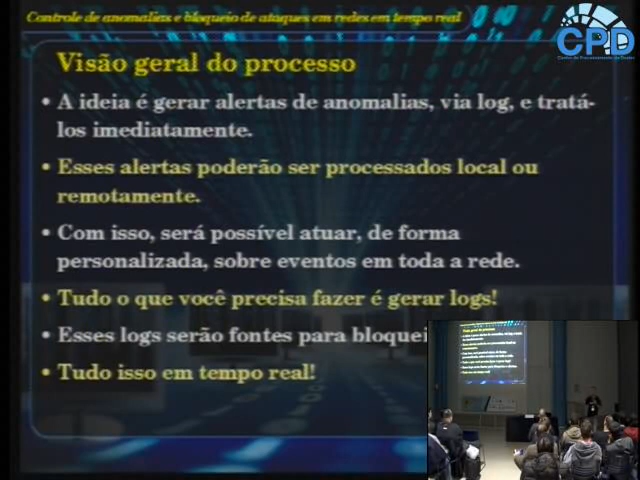 Controle de anomalias e bloqueio de ataques em redes em tempo real
CPD
Centro de Processamento de Dados
Visão geral do processo
• A ideia é gerar alertas de anomalias, via log, e tratá-
los imediatamente.
• Esses alertas poderão ser processados local ou
remotamente.
• Com isso, será possível atuar, de forma
personalizada, sobre eventos em toda a rede.
• Tudo o que você precisa fazer é gerar logs!
• Esses logs serão fontes para bloquei
• Tudo isso em tempo real!